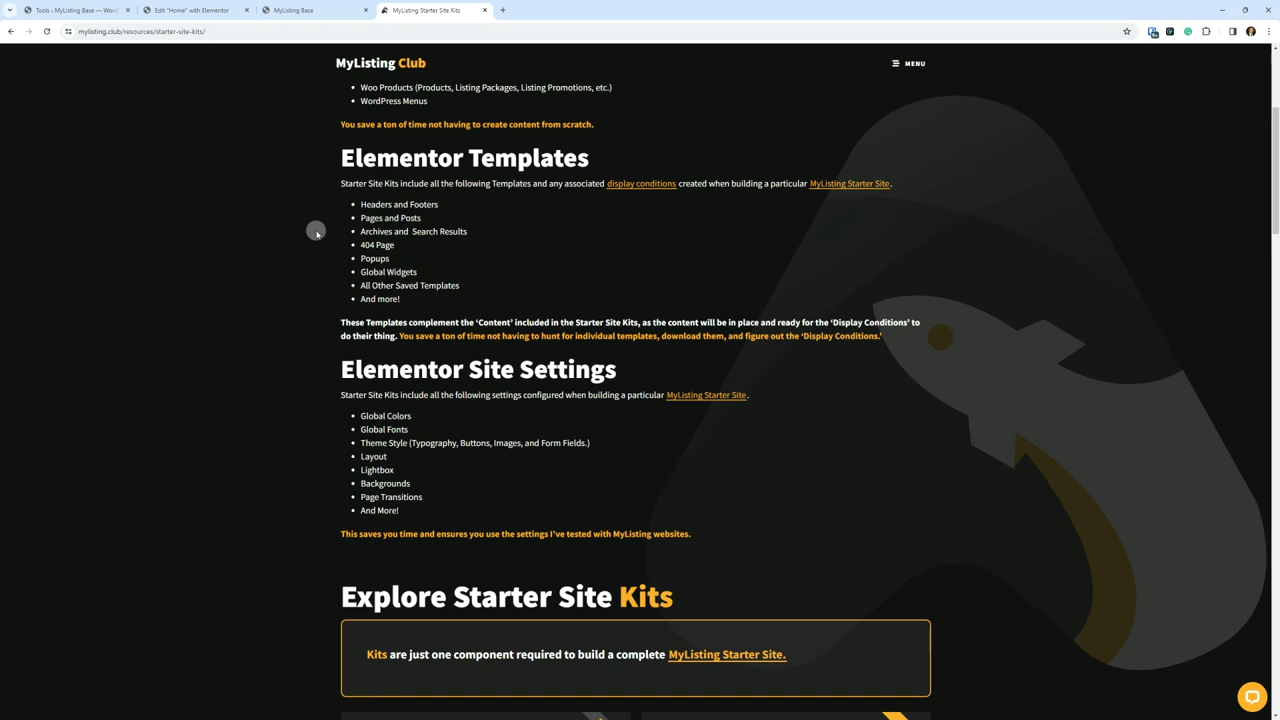 Tools ‹ MyListing Base — Word
Edit "Home" with Elementor
MyListing Base
MyListing Starter Site Kits
mylisting.club/resources/starter-site-kits/
MyListing Club
MENU
• Woo Products (Products, Listing Packages, Listing Promotions, etc.)
• WordPress Menus
You save a ton of time not having to create content from scratch.
Elementor Templates
Starter Site Kits include all the following Templates and any associated display conditions created when building a particular MyListing Starter Site.
• Headers and Footers
• Pages and Posts
• Archives and Search Results
• 404 Page
• Popups
• Global Widgets
• All Other Saved Templates
• And more!
These Templates complement the ‘Content’ included in the Starter Site Kits, as the content will be in place and ready for the ‘Display Conditions’ to
do their thing. You save a ton of time not having to hunt for individual templates, download them, and figure out the ‘Display Conditions.’
Elementor Site Settings
Starter Site Kits include all the following settings configured when building a particular MyListing Starter Site.
• Global Colors
• Global Fonts
• Theme Style (Typography, Buttons, Images, and Form Fields.)
• Layout
• Lightbox
• Backgrounds
• Page Transitions
• And More!
This saves you time and ensures you use the settings I’ve tested with MyListing websites.
Explore Starter Site Kits
Kits are just one component required to build a complete MyListing Starter Site.